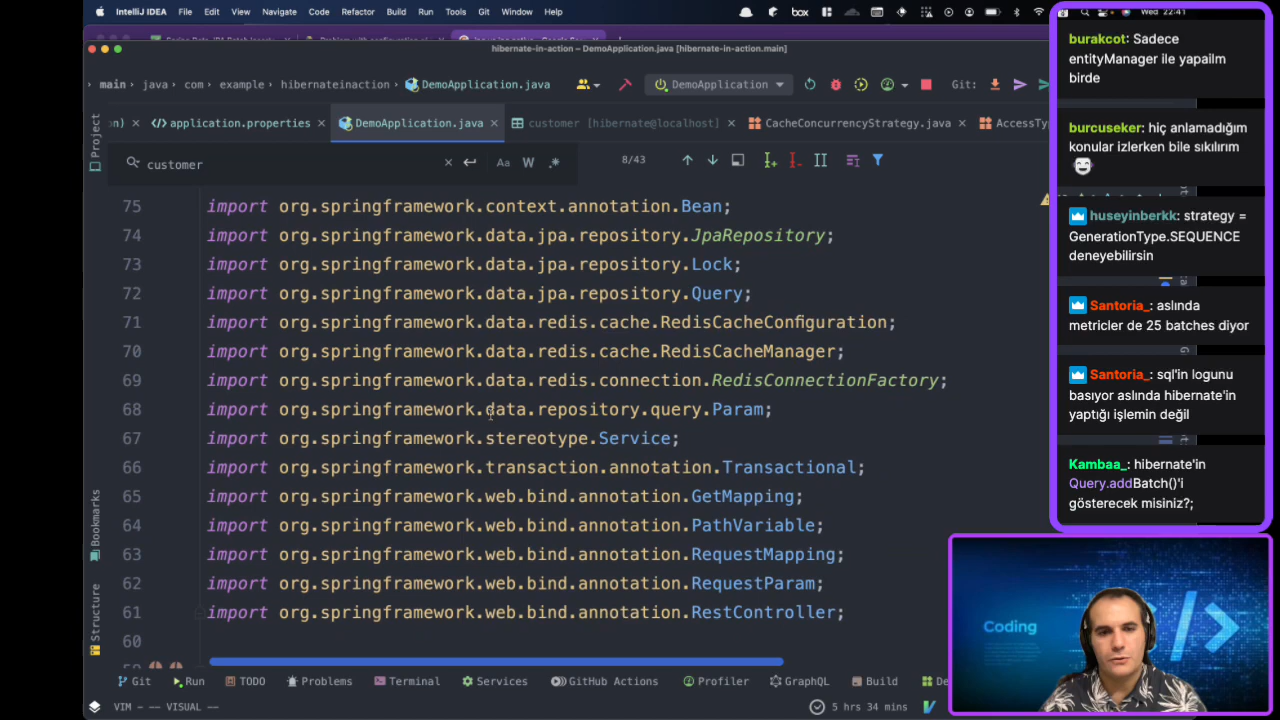 IntelliJ IDEA File Edit View Navigate Code Refactor Build Run Tools Git Window Help
box
Wed 22:41
hibernate-in-action – DemoApplication.java [hibernate-in-action.main]
main › java › com › example › hibernateinaction › DemoApplication.java
DemoApplication
Git:
application.properties
DemoApplication.java
customer [hibernate@localhost]
CacheConcurrencyStrategy.java
AccessTy
customer
Aa W .*
8/43
Project
Bookmarks
Structure
75 import org.springframework.context.annotation.Bean;
74 import org.springframework.data.jpa.repository.JpaRepository;
73 import org.springframework.data.jpa.repository.Lock;
72 import org.springframework.data.jpa.repository.Query;
71 import org.springframework.data.redis.cache.RedisCacheConfiguration;
70 import org.springframework.data.redis.cache.RedisCacheManager;
69 import org.springframework.data.redis.connection.RedisConnectionFactory;
68 import org.springframework.data.repository.query.Param;
67 import org.springframework.stereotype.Service;
66 import org.springframework.transaction.annotation.Transactional;
65 import org.springframework.web.bind.annotation.GetMapping;
64 import org.springframework.web.bind.annotation.PathVariable;
63 import org.springframework.web.bind.annotation.RequestMapping;
62 import org.springframework.web.bind.annotation.RequestParam;
61 import org.springframework.web.bind.annotation.RestController;
60
Git Run TODO Problems Terminal Services GitHub Actions Profiler GraphQL Build De
VIM – –– VISUAL ––
5 hrs 34 mins
burakcot: Sadece
entityManager ile yapailm
birde
burcuseker: hiç anlamadığım
konular izlerken bile sıkılırım
huseyinberkk: strategy =
GenerationType.SEQUENCE
deneyebilirsin
Santoria_: aslında
metricler de 25 batches diyor
Santoria_: sql'in logunu
basıyor aslında hibernate'in
yaptığı işlemin değil
Kambaa_: hibernate'in
Query.addBatch()'i
gösterecek misiniz?;
Coding